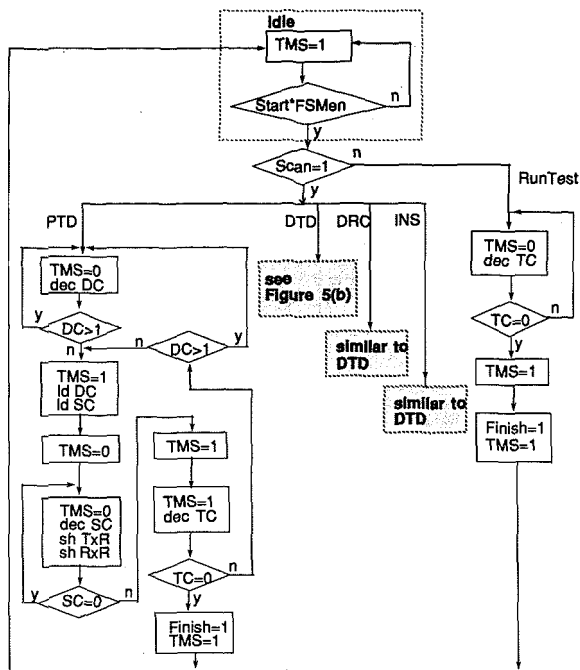 Idle
TMS=1
Start*FSMen
n
y
Scan=1
n
y
RunTest
PTD
DTD
DRC
INS
TMS=0
dec DC
see
Figure 5(b)
TMS=0
dec TC
y
DC>1
n
n
DC>1
y
TC=0
n
y
similar to
DTD
TMS=1
ld DC
ld SC
TMS=1
similar to
DTD
TMS=0
TMS=1
Finish=1
TMS=1
TMS=0
dec SC
sh TxR
sh RxR
TMS=1
dec TC
y
SC=0
n
TC=0
n
y
Finish=1
TMS=1